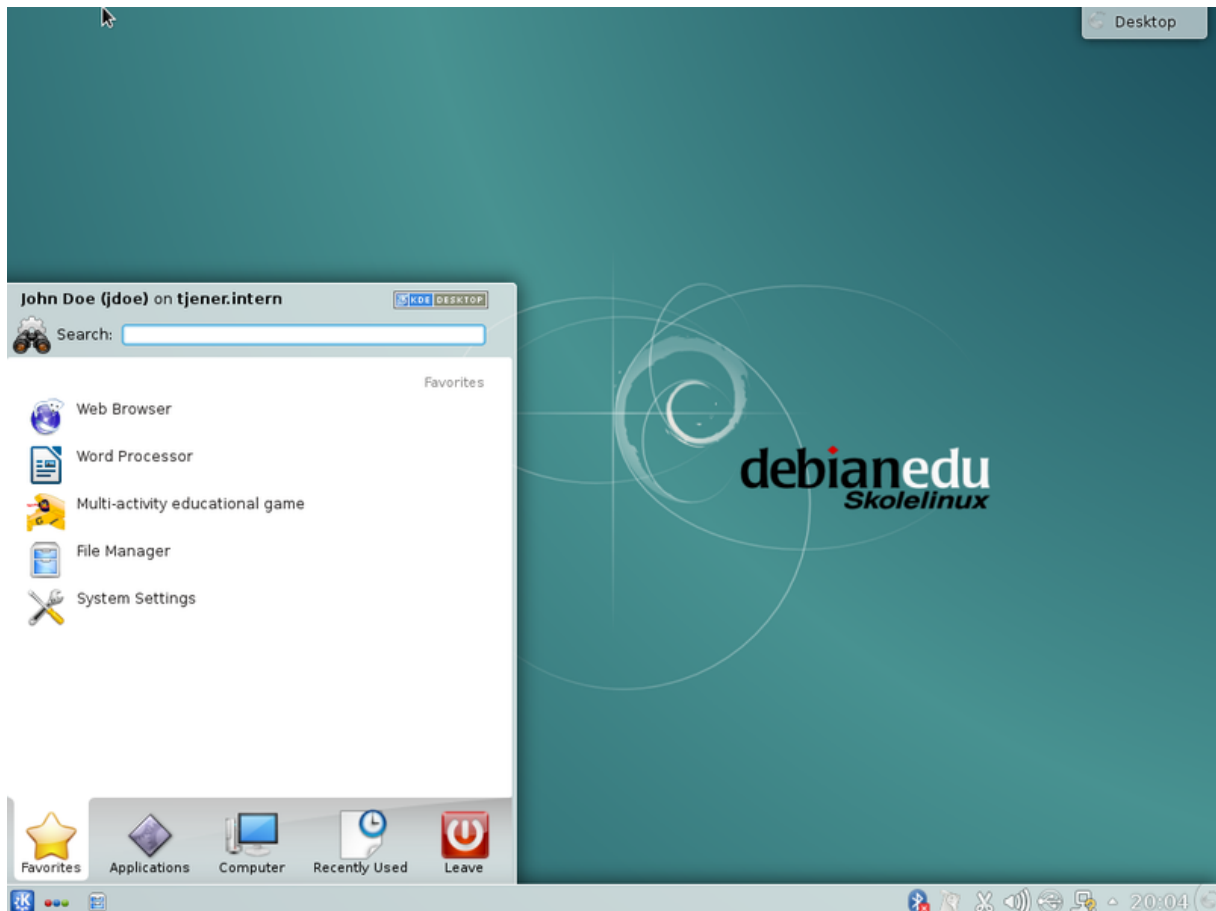 Desktop
John Doe (jdoe) on tjener.intern
KDE DESKTOP
Search:
Favorites
Web Browser
Word Processor
Multi-activity educational game
File Manager
System Settings
debianedu
Skolelinux
Favorites
Applications
Computer
Recently Used
Leave
20:04